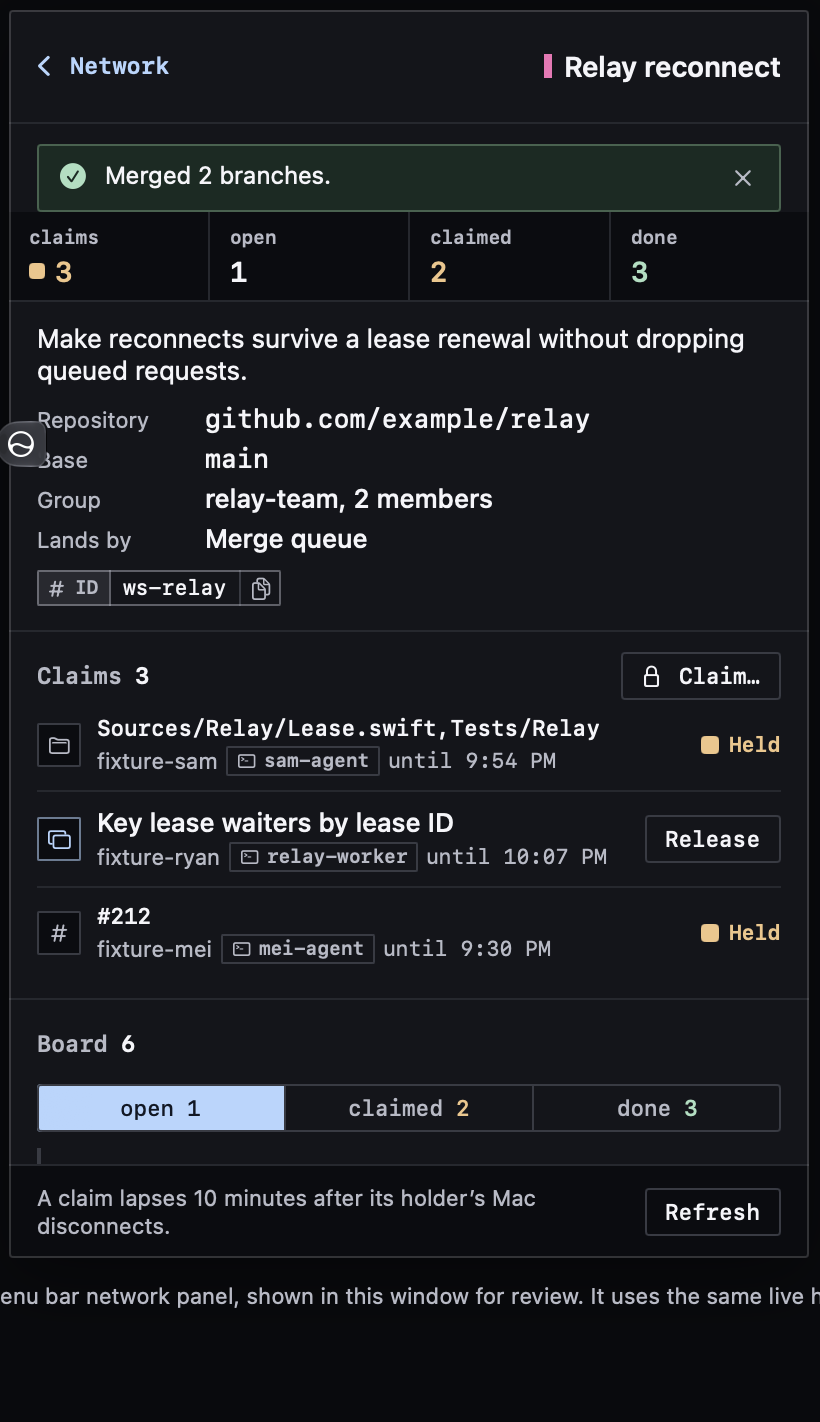 Network
Relay reconnect
Merged 2 branches.
claims
3
open
1
claimed
2
done
3
Make reconnects survive a lease renewal without dropping
queued requests.
Repository github.com/example/relay
Base main
Group relay-team, 2 members
Lands by Merge queue
# ID ws-relay
Claims 3
Claim…
Sources/Relay/Lease.swift,Tests/Relay
fixture-sam sam-agent until 9:54 PM
Held
Key lease waiters by lease ID
fixture-ryan relay-worker until 10:07 PM
Release
#
#212
fixture-mei mei-agent until 9:30 PM
Held
Board 6
open 1
claimed 2
done 3
A claim lapses 10 minutes after its holder’s Mac
disconnects.
Refresh
enu bar network panel, shown in this window for review. It uses the same live h